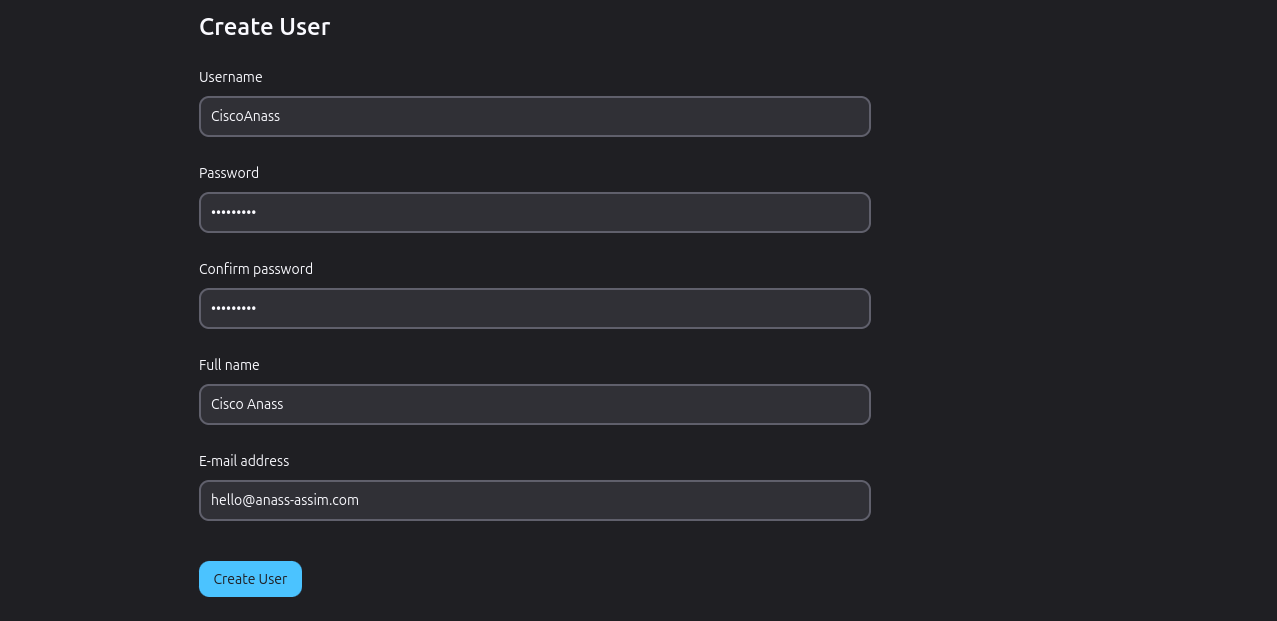 Create User
Username
CiscoAnass
Password
•••••••••
Confirm password
•••••••••
Full name
Cisco Anass
E-mail address
hello@anass-assim.com
Create User